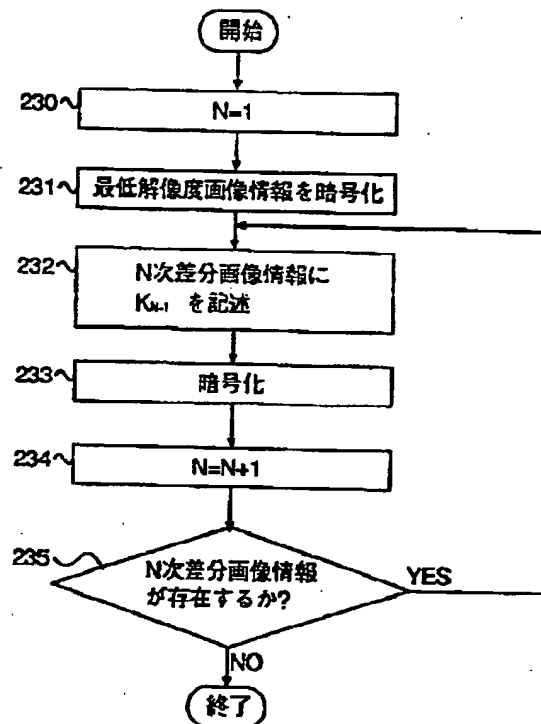 開始
230
N=1
231
最低解像度画像情報を暗号化
232
N次差分画像情報に
KN-1 を記述
233
暗号化
234
N=N+1
235
N次差分画像情報
が存在するか?
YES
NO
終了